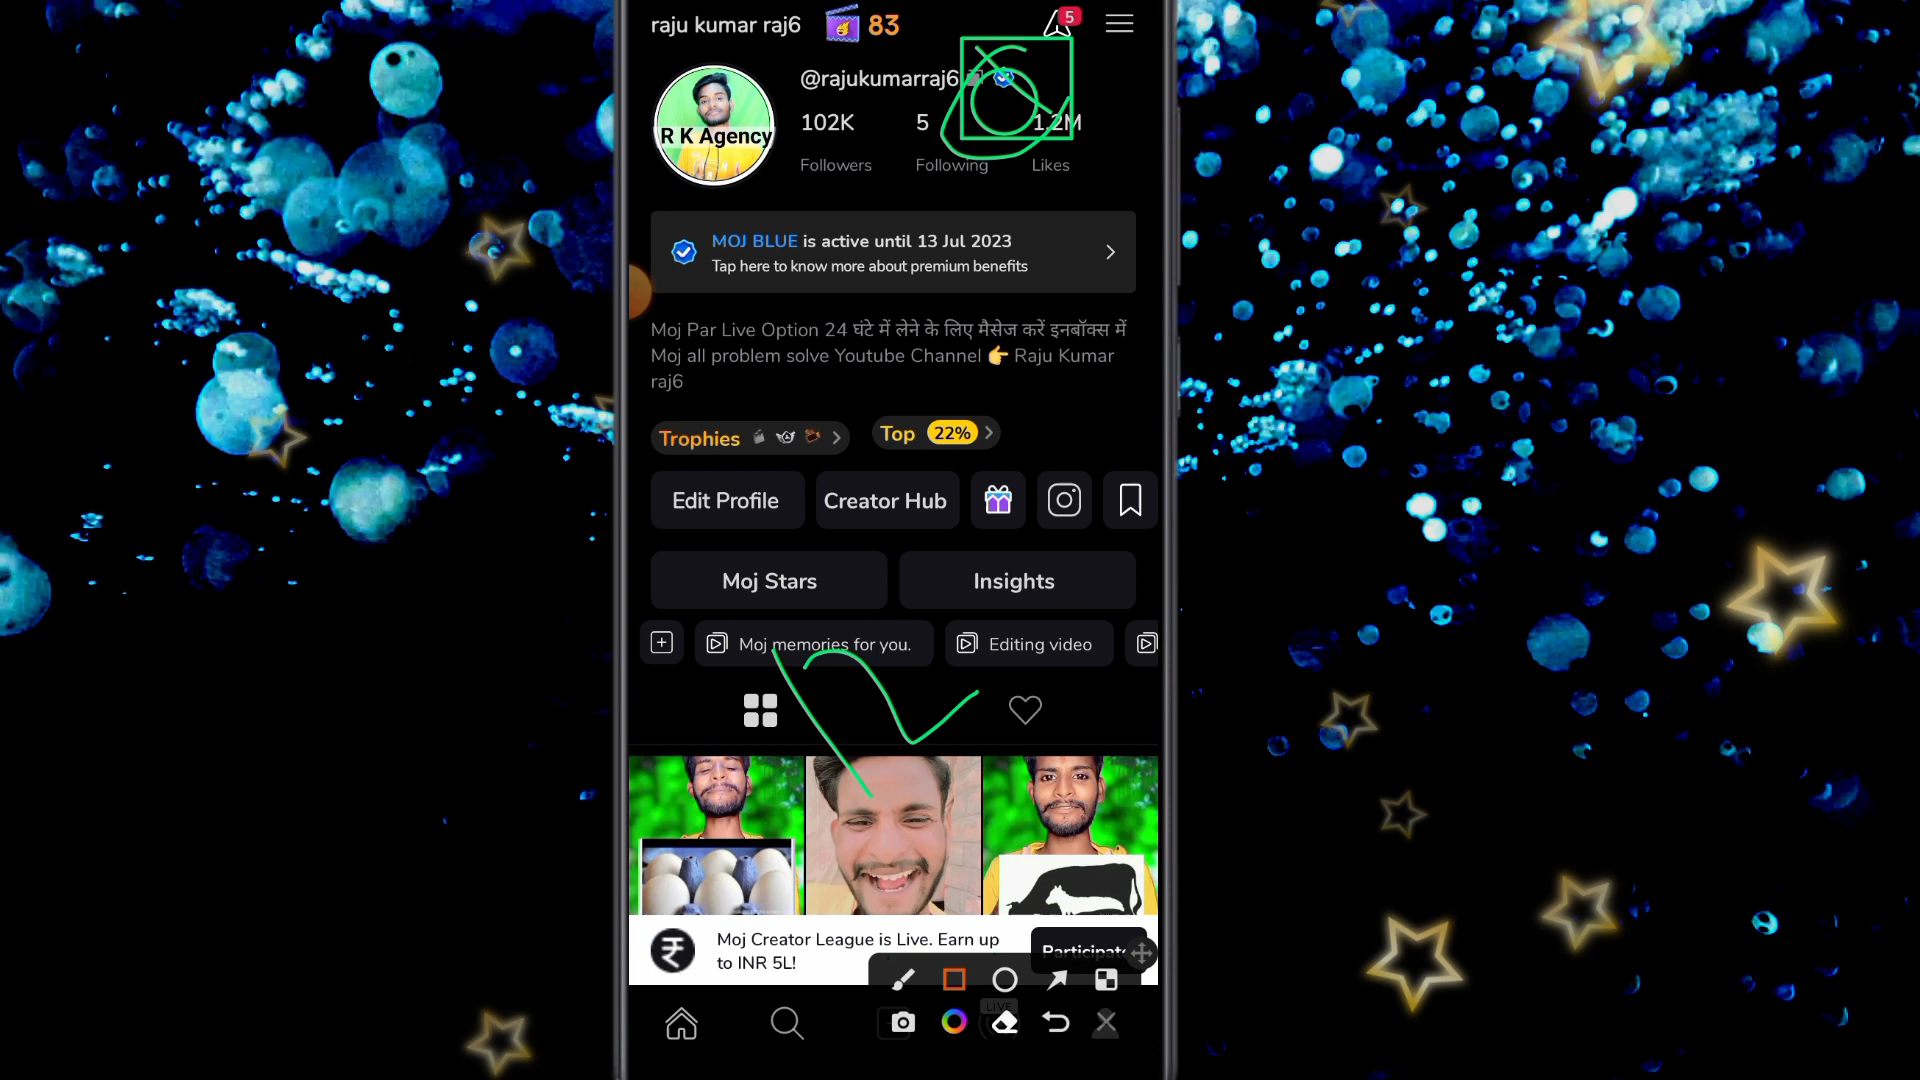 raju kumar raj6
83
5
@rajukumarraj6
R K Agency
102K
5
1.2M
Followers
Following
Likes
MOJ BLUE is active until 13 Jul 2023
Tap here to know more about premium benefits
Moj Par Live Option 24 घंटे में लेने के लिए मैसेज करें इनबॉक्स में
Moj all problem solve Youtube Channel 👉 Raju Kumar
raj6
Trophies
Top 22%
Edit Profile
Creator Hub
Moj Stars
Insights
Moj memories for you.
Editing video
Moj Creator League is Live. Earn up
to INR 5L!
Participate
LIVE